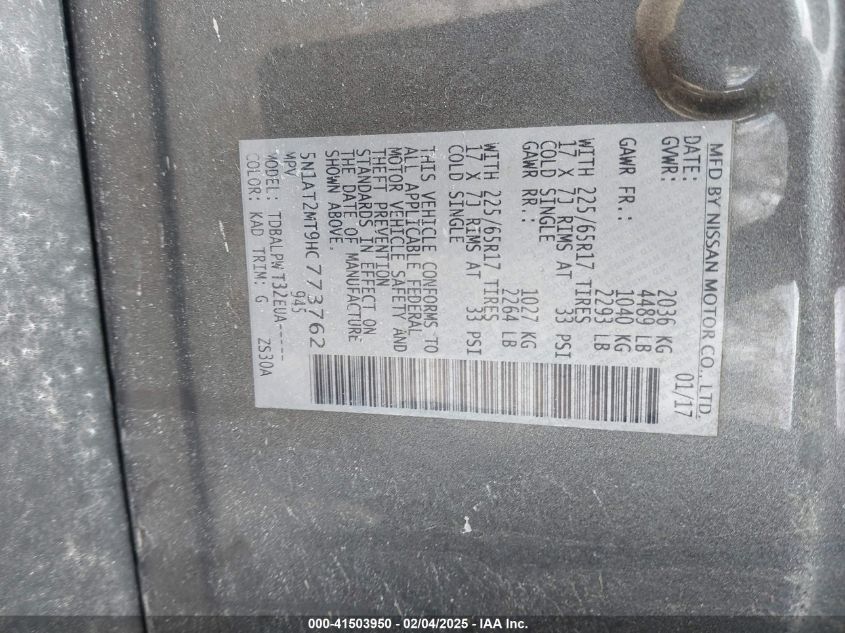 MFD BY NISSAN MOTOR CO., LTD.
DATE: 01/17
GVWR: 2036 KG
4489 LB
GAWR FR.: 1040 KG
2293 LB
WITH 225/65R17 TIRES
17 X 7J RIMS AT 33 PSI
COLD SINGLE
GAWR RR.: 1027 KG
2264 LB
WITH 225/65R17 TIRES
17 X 7J RIMS AT 33 PSI
COLD SINGLE
THIS VEHICLE CONFORMS TO
ALL APPLICABLE FEDERAL
MOTOR VEHICLE SAFETY AND
THEFT PREVENTION
STANDARDS IN EFFECT ON
THE DATE OF MANUFACTURE
SHOWN ABOVE.
5N1AT2MT9HC773762
MPV 945
MODEL: TDBALPWT32EUA-----
COLOR: KAD TRIM: G ZS30A
000-41503950 - 02/04/2025 - IAA Inc.